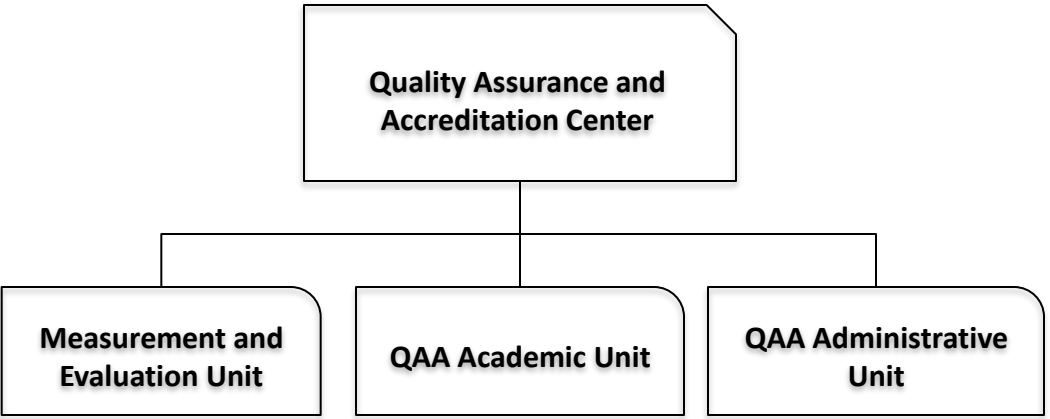 Quality Assurance and
Accreditation Center
Measurement and
Evaluation Unit
QAA Academic Unit
QAA Administrative
Unit